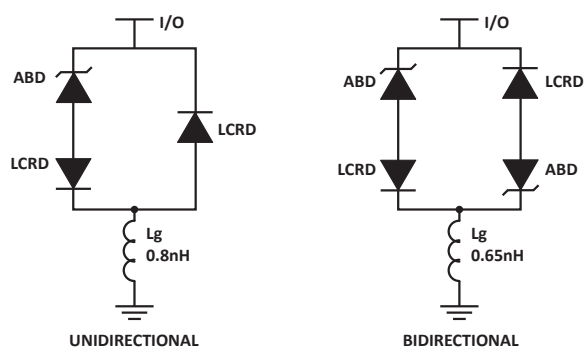 I/O
ABD
LCRD
LCRD
Lg
0.8nH
UNIDIRECTIONAL
I/O
ABD
LCRD
LCRD
ABD
Lg
0.65nH
BIDIRECTIONAL